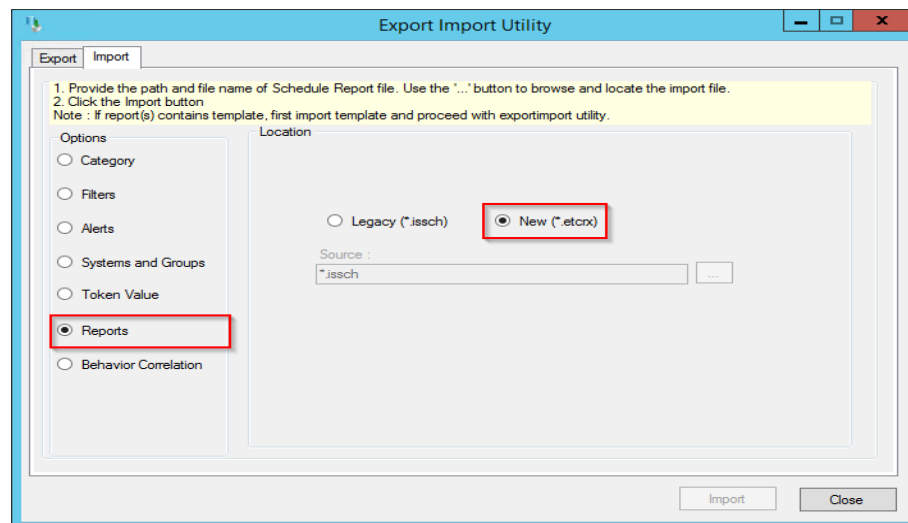 Export Import Utility
Export
Import
1. Provide the path and file name of Schedule Report file. Use the '...' button to browse and locate the import file.
2. Click the Import button
Note : If report(s) contains template, first import template and proceed with exportimport utility.
Options
Category
Filters
Alerts
Systems and Groups
Token Value
Reports
Behavior Correlation
Location
Legacy (*.issch)
New (*.etcrx)
Source :
*.issch
...
Import
Close